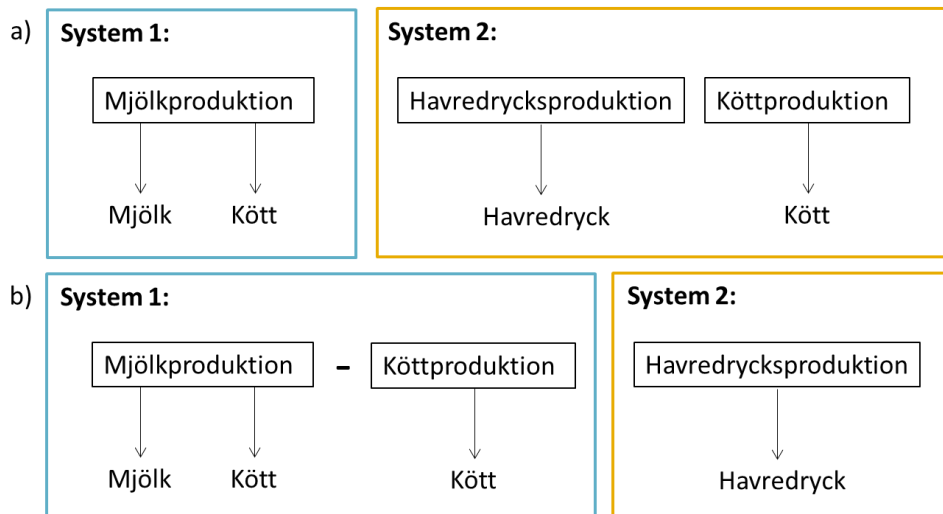 a)
System 1:
Mjölkproduktion
Mjölk Kött
System 2:
Havredrycksproduktion Köttproduktion
Havredryck Kött
b)
System 1:
Mjölkproduktion - Köttproduktion
Mjölk Kött Kött
System 2:
Havredrycksproduktion
Havredryck